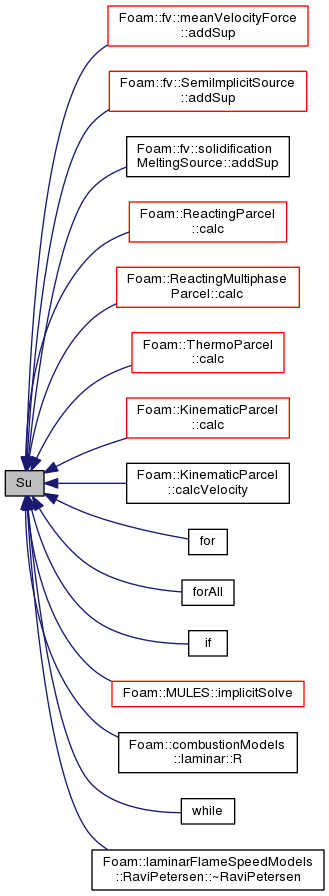 Foam::fv::meanVelocityForce
::addSup
Foam::fv::SemiImplicitSource
::addSup
Foam::fv::solidification
MeltingSource::addSup
Foam::ReactingParcel
::calc
Foam::ReactingMultiphase
Parcel::calc
Foam::ThermoParcel
::calc
Foam::KinematicParcel
::calc
Su
Foam::KinematicParcel
::calcVelocity
for
forAll
if
Foam::MULES::implicitSolve
Foam::combustionModels
::laminar::R
while
Foam::laminarFlameSpeedModels
::RaviPetersen::~RaviPetersen